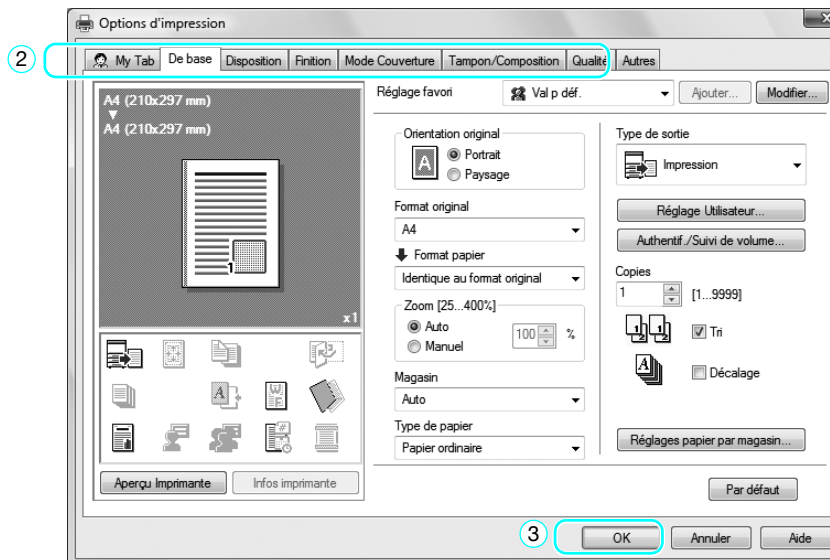 Options d'impression
2
My Tab De base Disposition Finition Mode Couverture Tampon/Composition Qualité Autres
A4 (210x297 mm)
A4 (210x297 mm)
1
x1
Aperçu Imprimante Infos imprimante
Réglage favori Val p déf. Ajouter... Modifier...
Orientation original
A
Portrait
Paysage
Format original
A4
Format papier
Identique au format original
Zoom [25...400%]
Auto
Manuel
100 %
Magasin
Auto
Type de papier
Papier ordinaire
Type de sortie
Impression
Réglage Utilisateur...
Authentif./Suivi de volume...
Copies
1 [1...9999]
Tri
Décalage
Réglages papier par magasin...
Par défaut
3
OK Annuler Aide